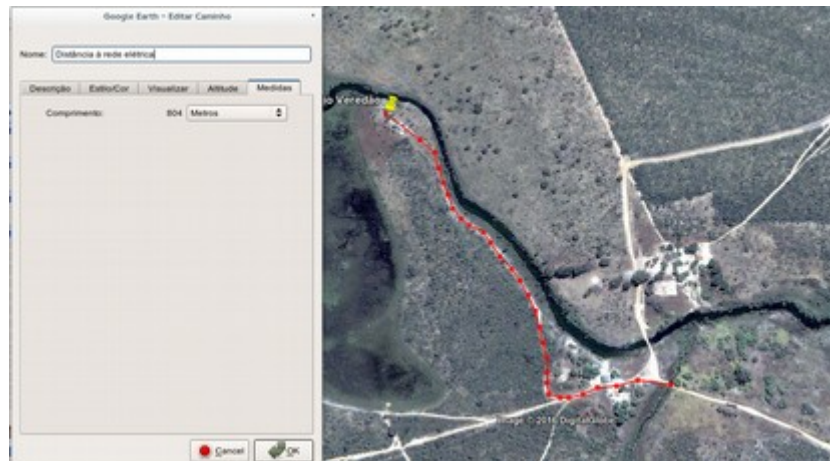 Google Earth - Editar Caminho
Nome: Distância à rede elétrica
Descrição Estilo/Cor Visualizar Altitude Medidas
Comprimento: 804 Metros
Cancel OK
io Veredão
Image © 2016 DigitalGlobe